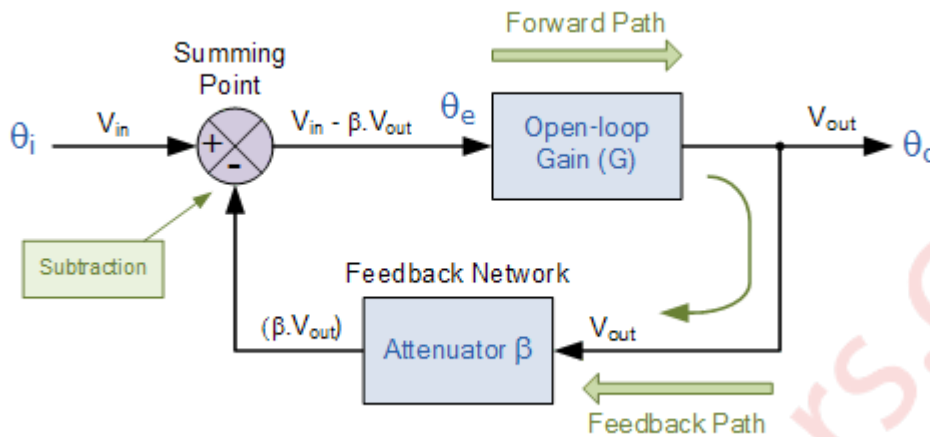 Forward Path
Summing
Point
θi
Vin
+
-
Vin - β.Vout
θe
Open-loop
Gain (G)
Vout
θo
Subtraction
Feedback Network
(β.Vout)
Attenuator β
Vout
Feedback Path